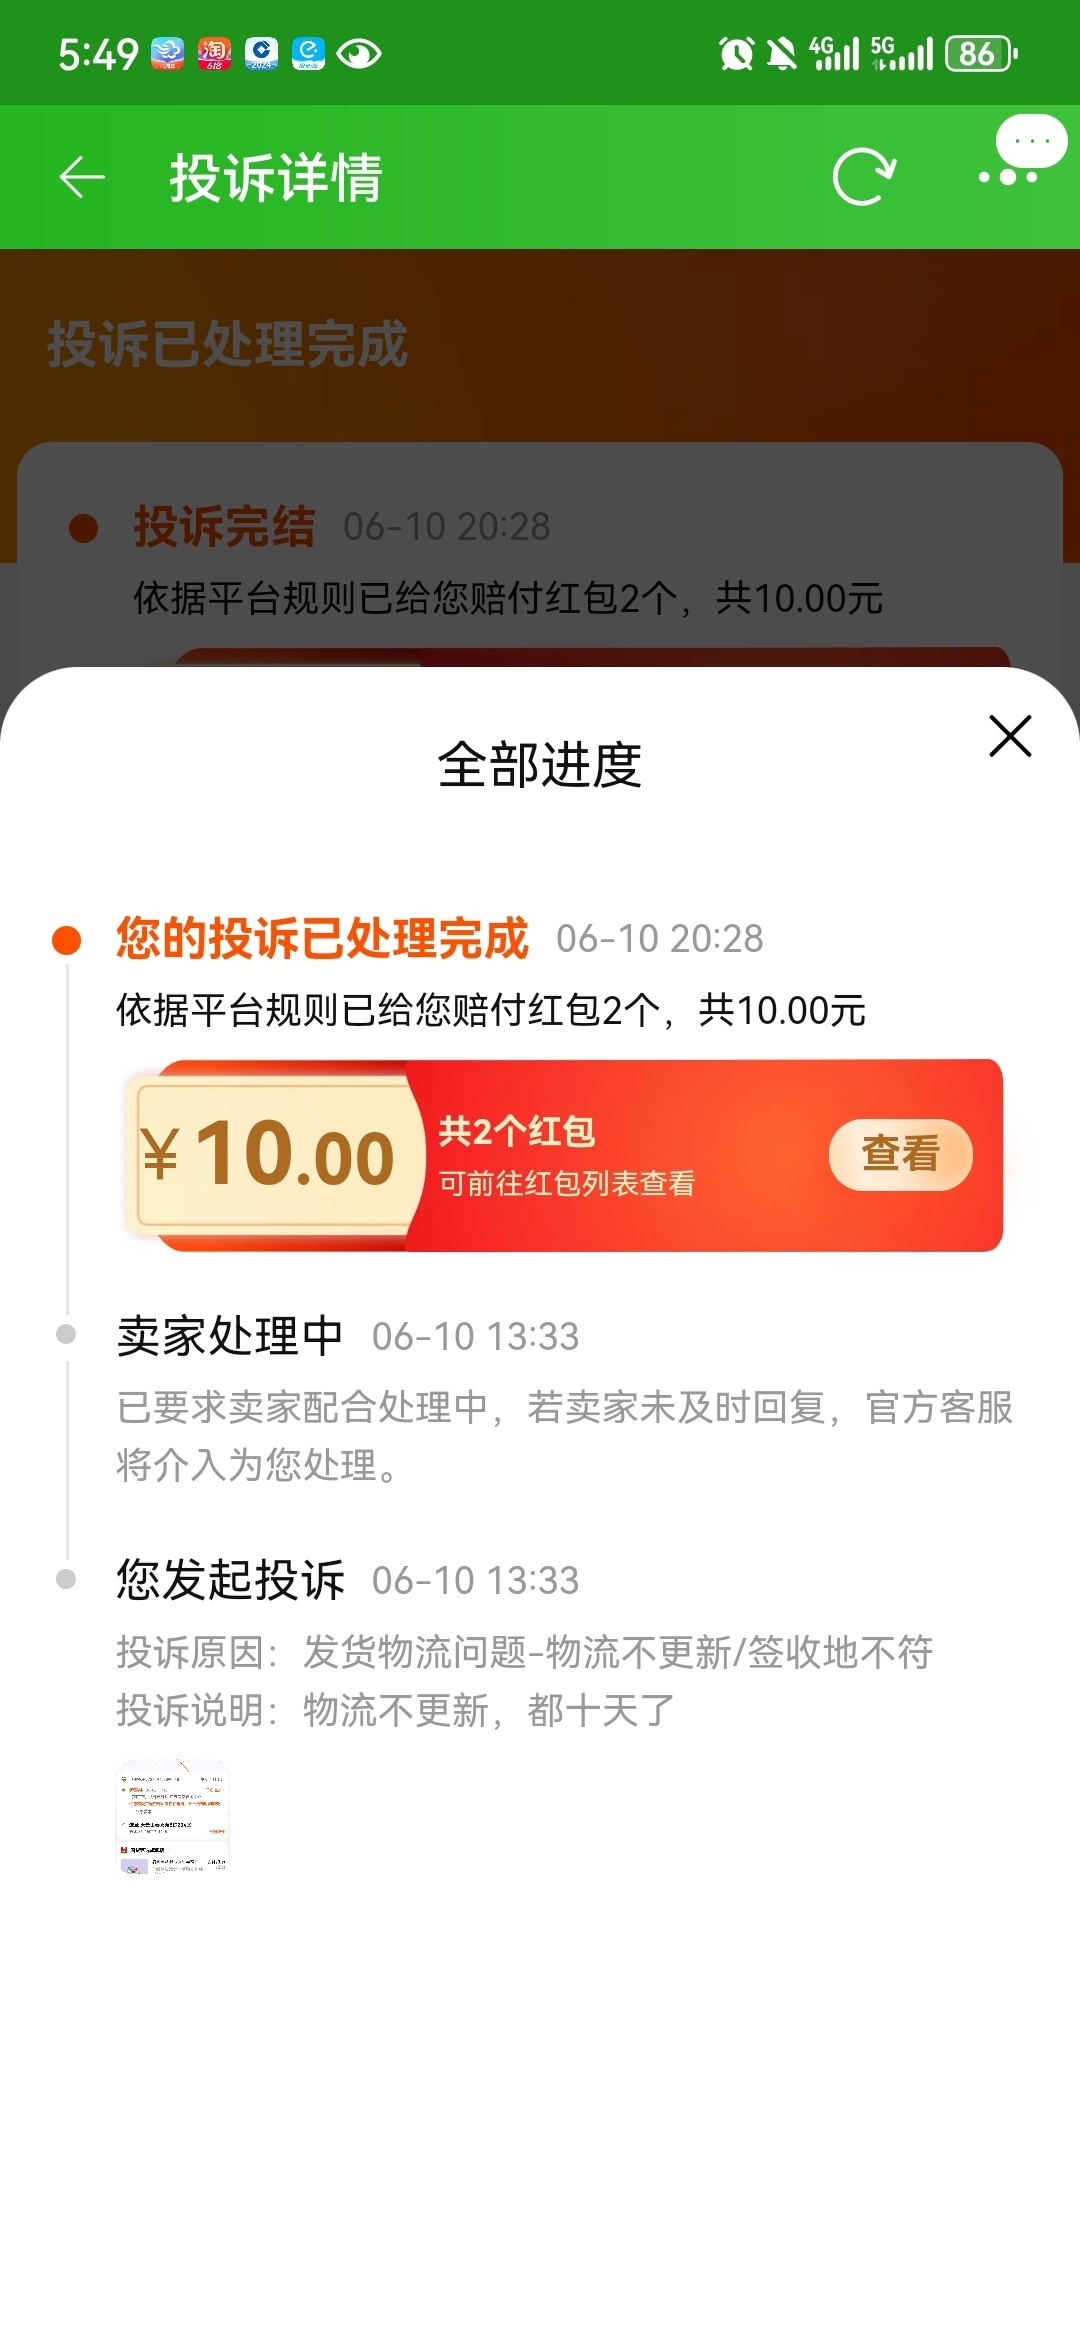 5:49
4G
5G
86
投诉详情
投诉已处理完成
投诉完结 06-10 20:28
依据平台规则已给您赔付红包2个，共10.00元
全部进度
您的投诉已处理完成 06-10 20:28
依据平台规则已给您赔付红包2个，共10.00元
¥10.00
共2个红包
可前往红包列表查看
查看
卖家处理中 06-10 13:33
已要求卖家配合处理中，若卖家未及时回复，官方客服
将介入为您处理。
您发起投诉 06-10 13:33
投诉原因：发货物流问题-物流不更新/签收地不符
投诉说明：物流不更新，都十天了